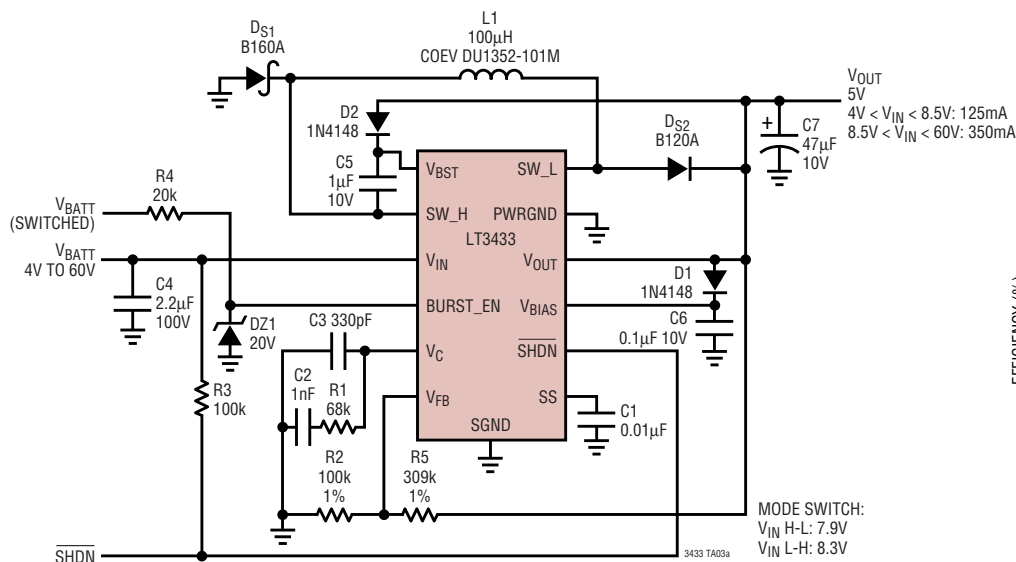 DS1
B160A
L1
100µH
COEV DU1352-101M
VOUT
5V
4V < VIN < 8.5V: 125mA
8.5V < VIN < 60V: 350mA
D2
1N4148
DS2
B120A
+
C7
47µF
10V
C5
1µF
10V
VBST
SW_L
R4
20k
VBATT
(SWITCHED)
SW_H
PWRGND
LT3433
VBATT
4V TO 60V
VIN
VOUT
C4
2.2µF
100V
D1
1N4148
BURST_EN
VBIAS
DZ1
20V
C3 330pF
C6
0.1µF 10V
VC
SHDN
C2
1nF
R1
68k
R3
100k
VFB
SS
C1
0.01µF
SGND
R2
100k
1%
R5
309k
1%
MODE SWITCH:
VIN H-L: 7.9V
VIN L-H: 8.3V
SHDN
3433 TA03a
EFFICIENCY (%)